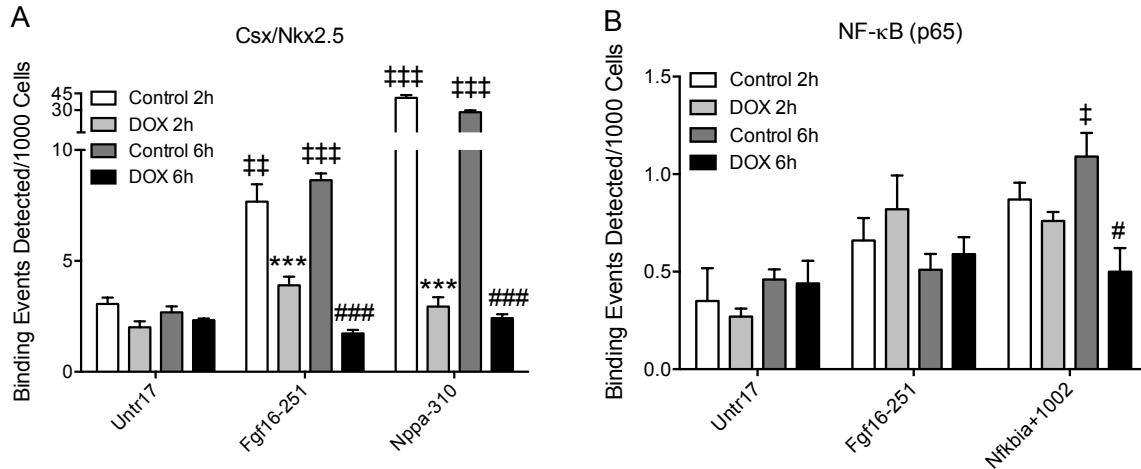 A
Csx/Nkx2.5
Binding Events Detected/1000 Cells
45
30
10
5
0
Control 2h
DOX 2h
Control 6h
DOX 6h
‡‡
***
‡‡‡
###
‡‡‡
***
‡‡‡
###
Untr17
Fgf16-251
Nppa-310
B
NF-κB (p65)
Binding Events Detected/1000 Cells
1.5
1.0
0.5
0.0
Control 2h
DOX 2h
Control 6h
DOX 6h
‡
#
Untr17
Fgf16-251
Nfkbia+1002